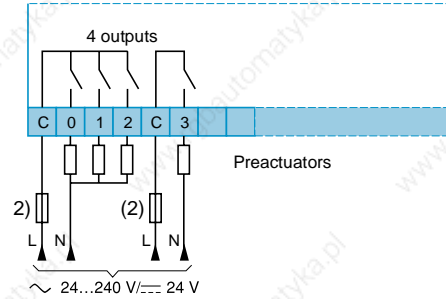 4 outputs
C 0 1 2 C 3
Preactuators
2) (2)
L N L N
24...240 V/ 24 V